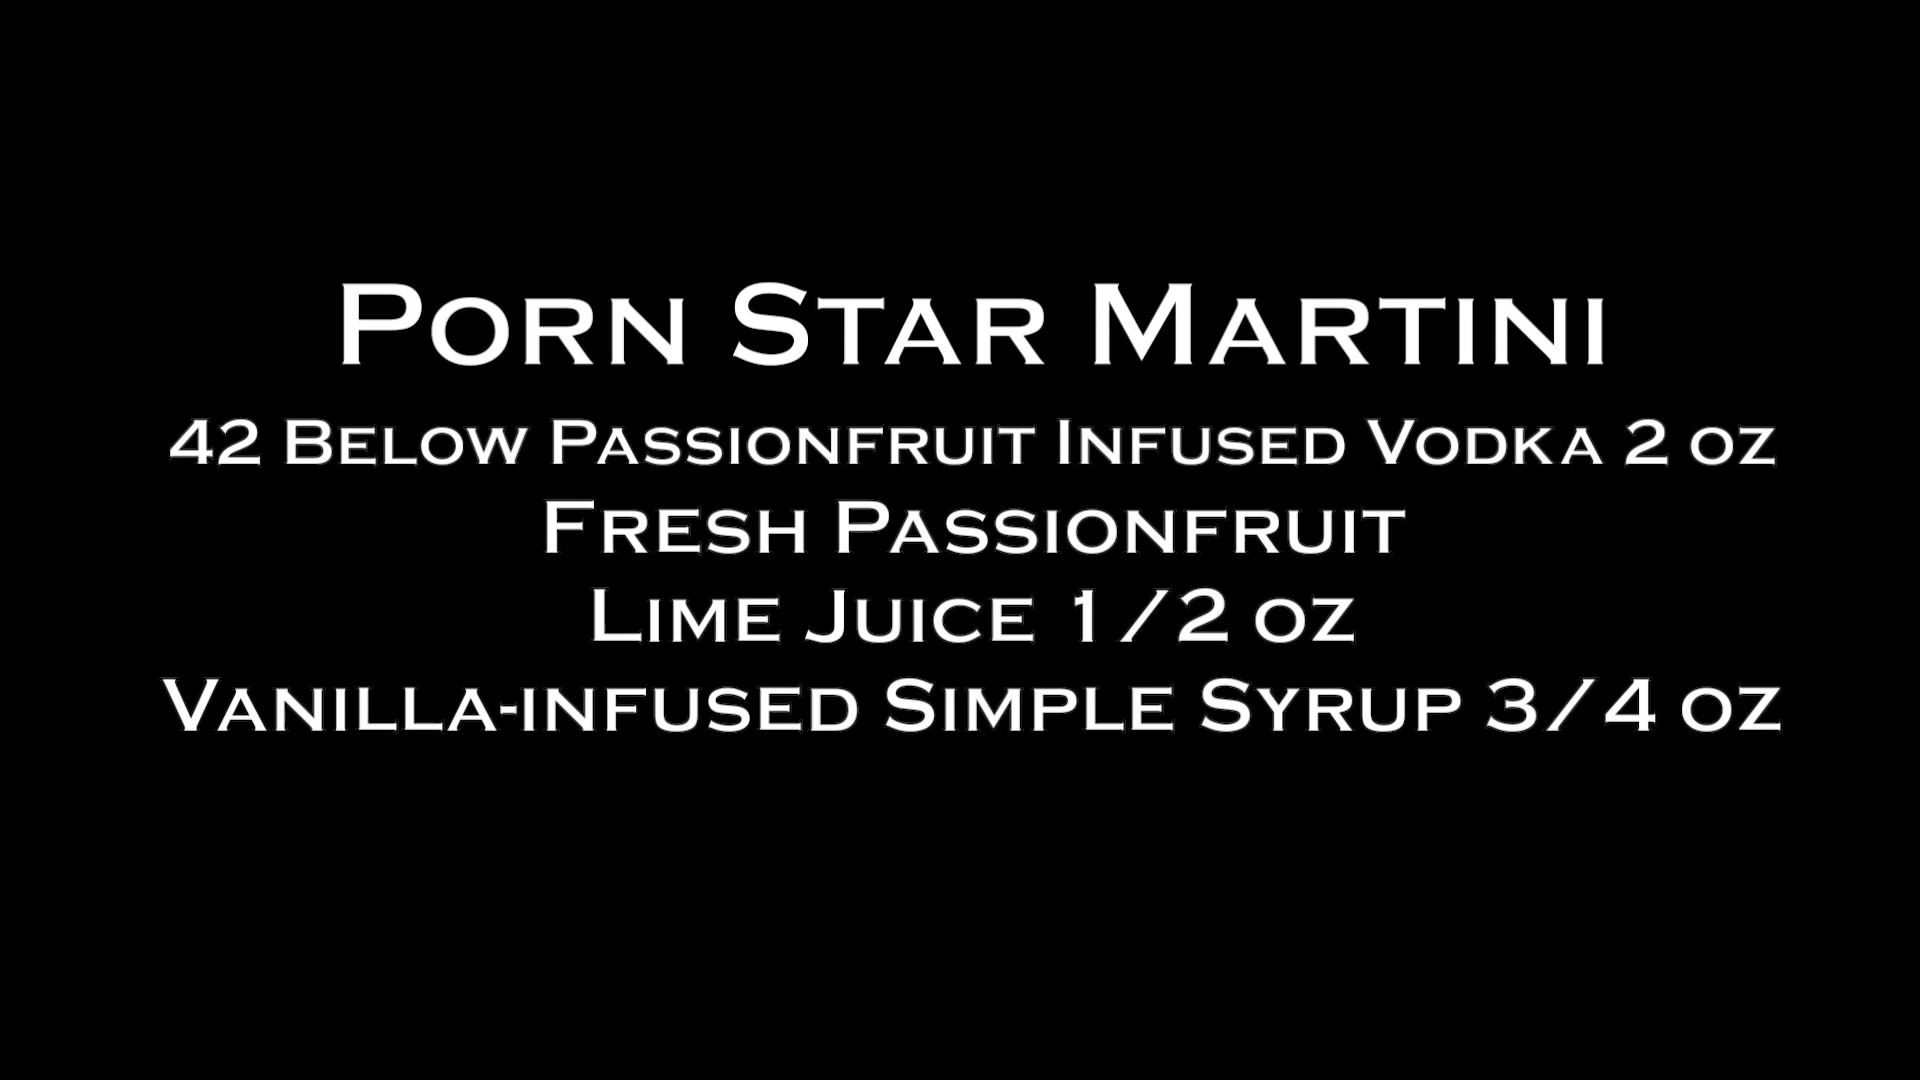 Porn Star Martini
42 Below Passionfruit Infused Vodka 2 oz
Fresh Passionfruit
Lime Juice 1/2 oz
Vanilla-infused Simple Syrup 3/4 oz